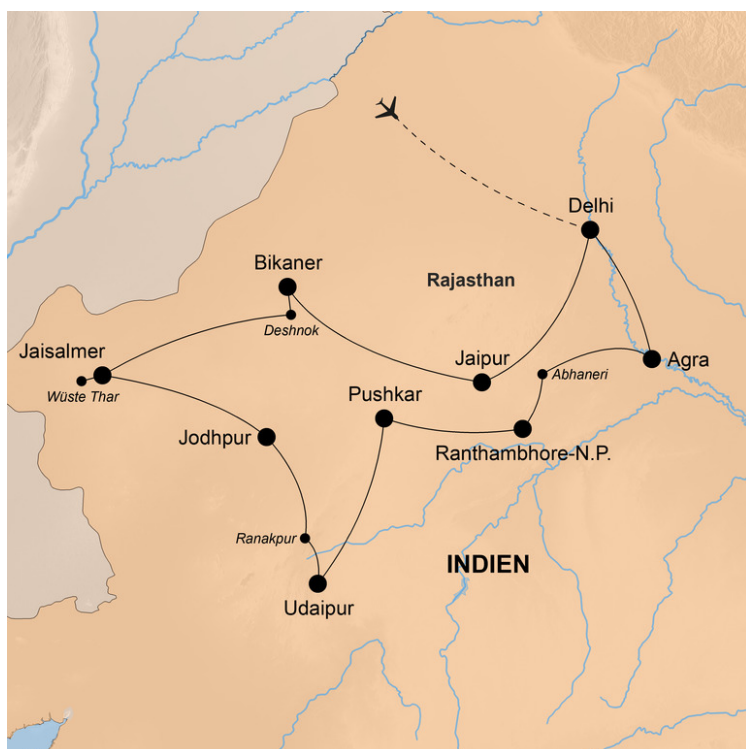 Delhi
Bikaner
Rajasthan
Deshnok
Jaisalmer
Jaipur
Agra
Abhaneri
Wüste Thar
Pushkar
Jodhpur
Ranthambhore-N.P.
Ranakpur
INDIEN
Udaipur